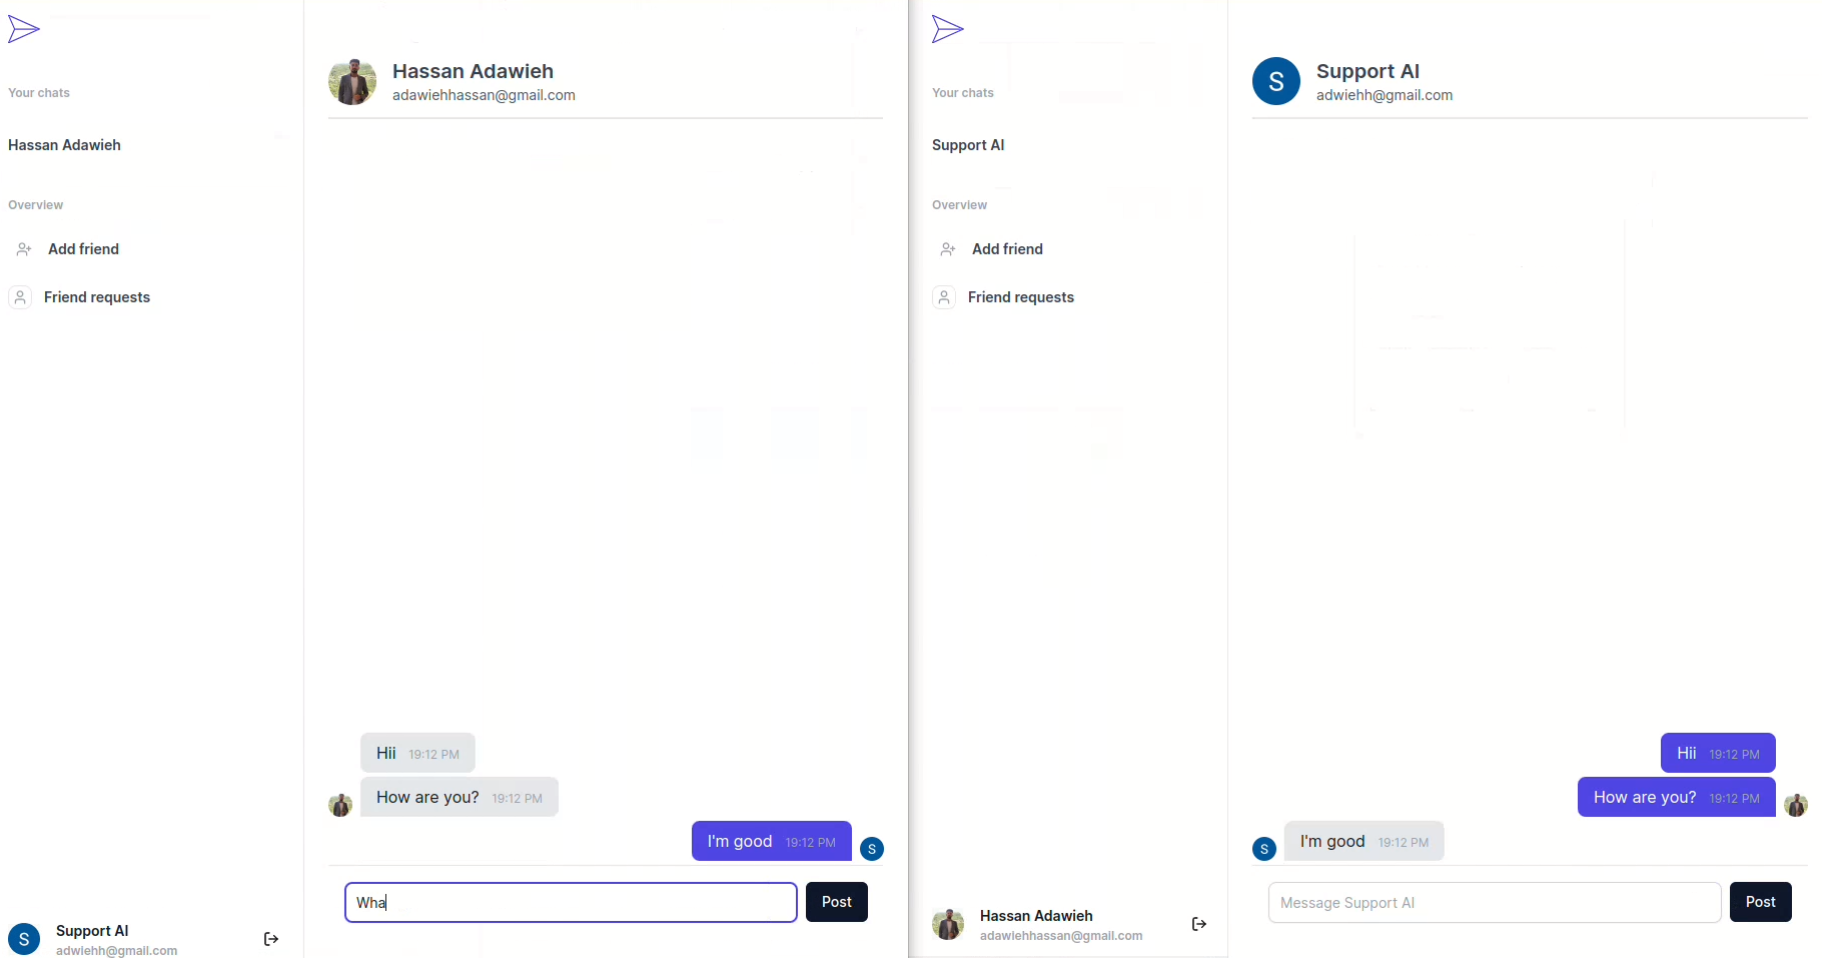 Your chats
Hassan Adawieh
Overview
Add friend
Friend requests
Support AI
adwiehh@gmail.com
Hassan Adawieh
adawiehhassan@gmail.com
Hii 19:12 PM
How are you? 19:12 PM
I'm good 19:12 PM
S
Wha
Post
S
Your chats
Support AI
Overview
Add friend
Friend requests
Hassan Adawieh
adawiehhassan@gmail.com
S
Support AI
adwiehh@gmail.com
Hii 19:12 PM
How are you? 19:12 PM
S
I'm good 19:12 PM
Message Support AI
Post